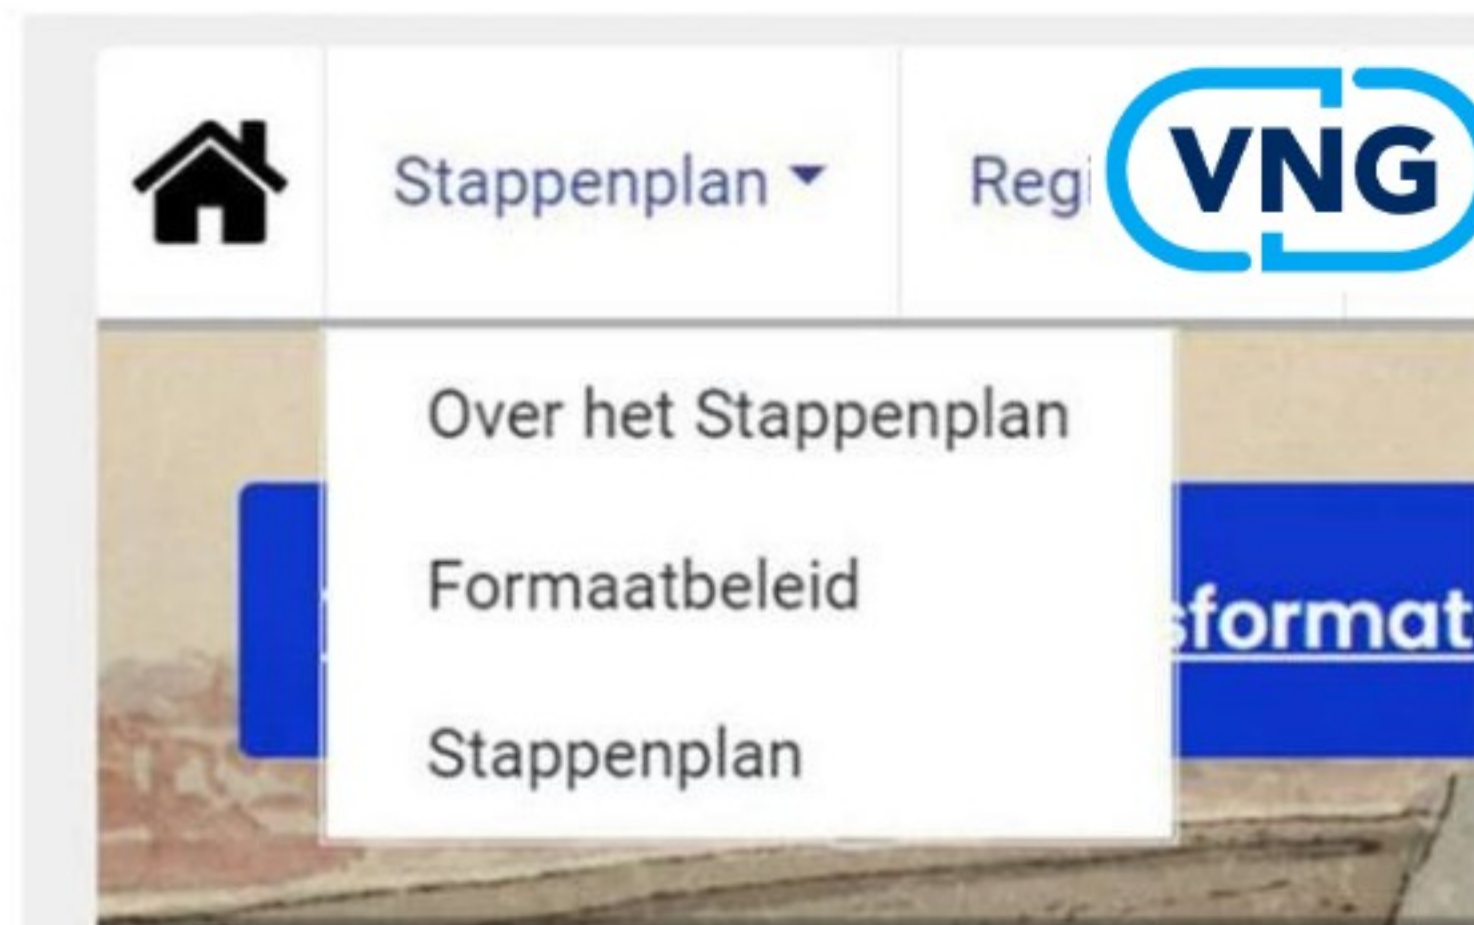 Stappenplan
Regi
VNG
Over het Stappenplan
Formaatbeleid
sformat
Stappenplan